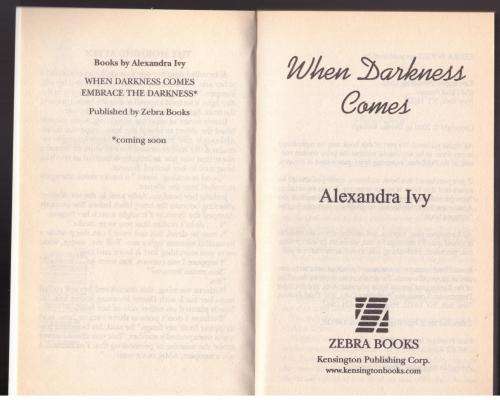 Books by Alexandra Ivy
WHEN DARKNESS COMES
EMBRACE THE DARKNESS*
Published by Zebra Books
*coming soon
When Darkness
Comes
Alexandra Ivy
ZEBRA BOOKS
Kensington Publishing Corp.
www.kensingtonbooks.com